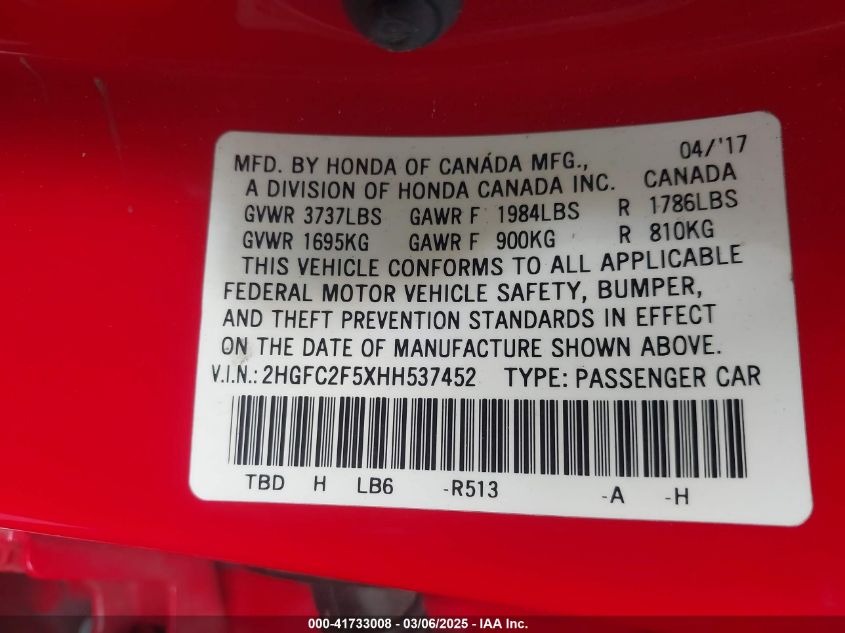 MFD. BY HONDA OF CANADA MFG., 04/'17
A DIVISION OF HONDA CANADA INC. CANADA
GVWR 3737LBS GAWR F 1984LBS R 1786LBS
GVWR 1695KG GAWR F 900KG R 810KG
THIS VEHICLE CONFORMS TO ALL APPLICABLE
FEDERAL MOTOR VEHICLE SAFETY, BUMPER,
AND THEFT PREVENTION STANDARDS IN EFFECT
ON THE DATE OF MANUFACTURE SHOWN ABOVE.
V.I.N.: 2HGFC2F5XHH537452 TYPE: PASSENGER CAR
TBD H LB6 -R513 -A -H
000-41733008 - 03/06/2025 - IAA Inc.